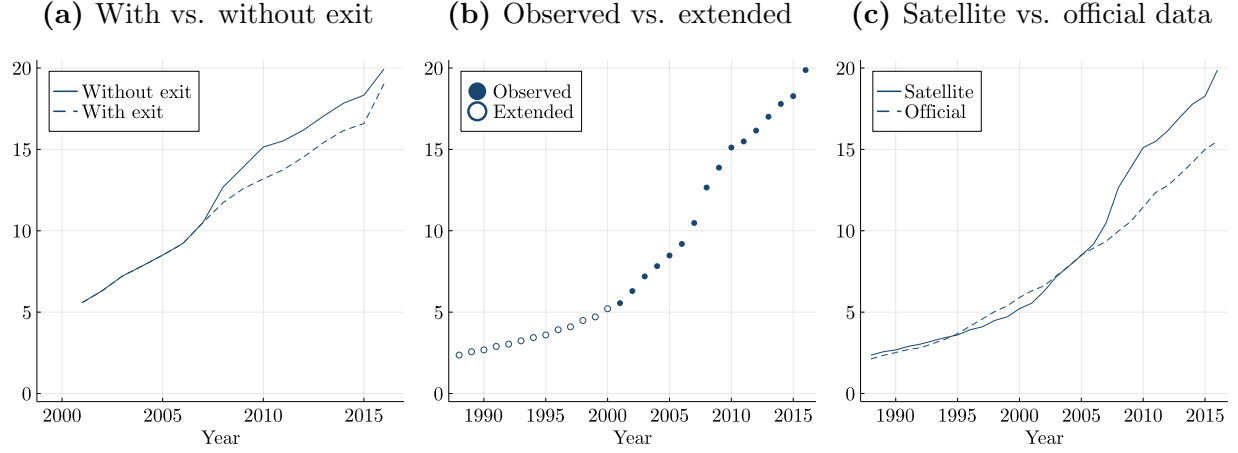 (a) With vs. without exit
20
15
10
5
0
Without exit
With exit
2000 2005 2010 2015
Year
(b) Observed vs. extended
20
15
10
5
0
Observed
Extended
1990 1995 2000 2005 2010 2015
Year
(c) Satellite vs. official data
20
15
10
5
0
Satellite
Official
1990 1995 2000 2005 2010 2015
Year